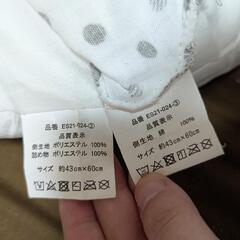 品番 ES21-024-③
品質表示
側生地 ポリエステル 100%
詰め物 ポリエステル 100%
サイズ 約43cm×60cm
品番 ES21-024-③
品質表示
側生地 綿 100%
サイズ 約43cm×60cm